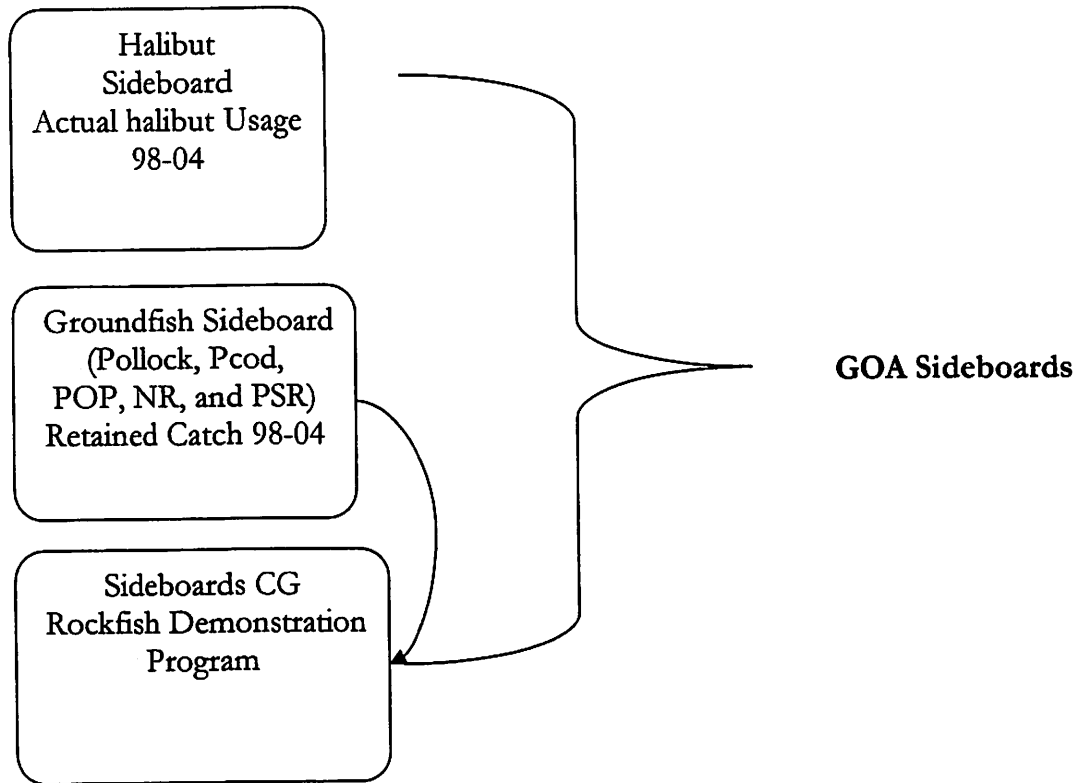 Halibut
Sideboard
Actual halibut Usage
98-04
Groundfish Sideboard
(Pollock, Pcod,
POP, NR, and PSR)
Retained Catch 98-04
Sideboards CG
Rockfish Demonstration
Program
GOA Sideboards